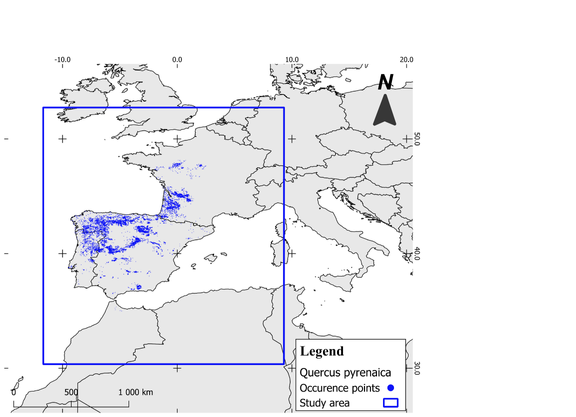 -10.0 0.0 10.0 20.0
N
50.0
40.0
30.0
Legend
Quercus pyrenaica
Occurence points
Study area
0 500 1 000 km